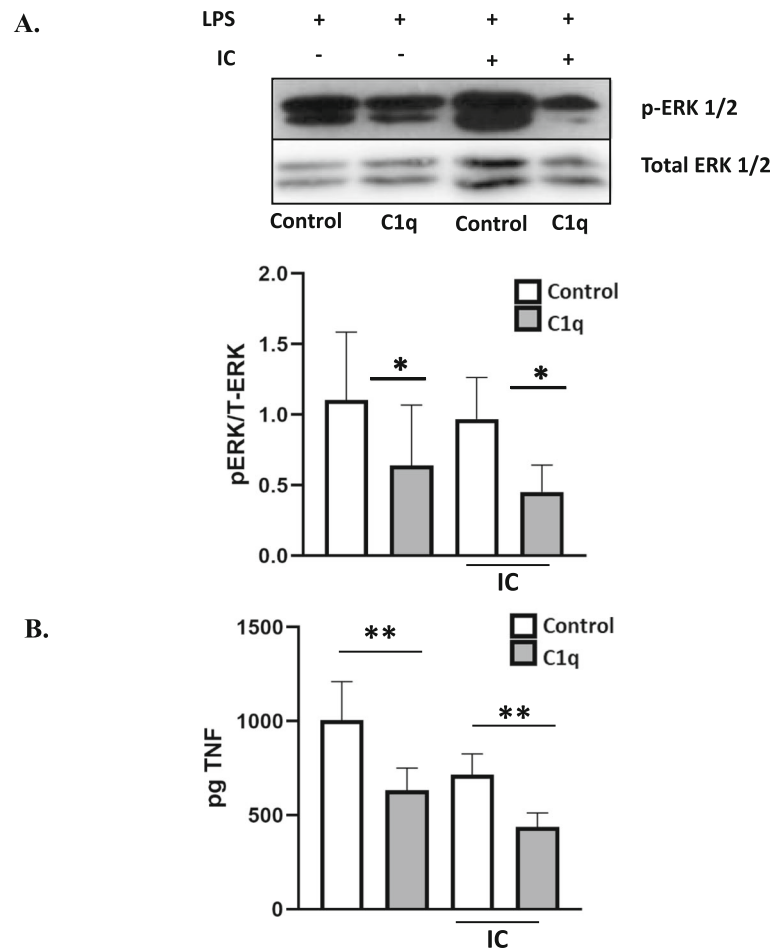 A.
LPS + + + +
IC - - + +
p-ERK 1/2
Total ERK 1/2
Control C1q Control C1q
2.0
1.5
1.0
0.5
0.0
pERK/T-ERK
Control
C1q
* *
IC
B.
1500
1000
500
0
pg TNF
Control
C1q
** **
IC